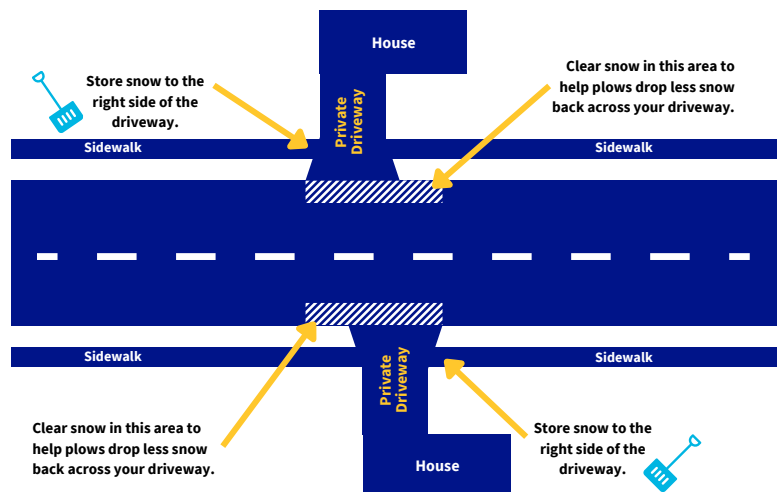 House
Store snow to the
right side of the
driveway.
Clear snow in this area to
help plows drop less snow
back across your driveway.
Private
Driveway
Sidewalk
Sidewalk
Sidewalk
Sidewalk
Private
Driveway
Clear snow in this area to
help plows drop less snow
back across your driveway.
Store snow to the
right side of the
driveway.
House